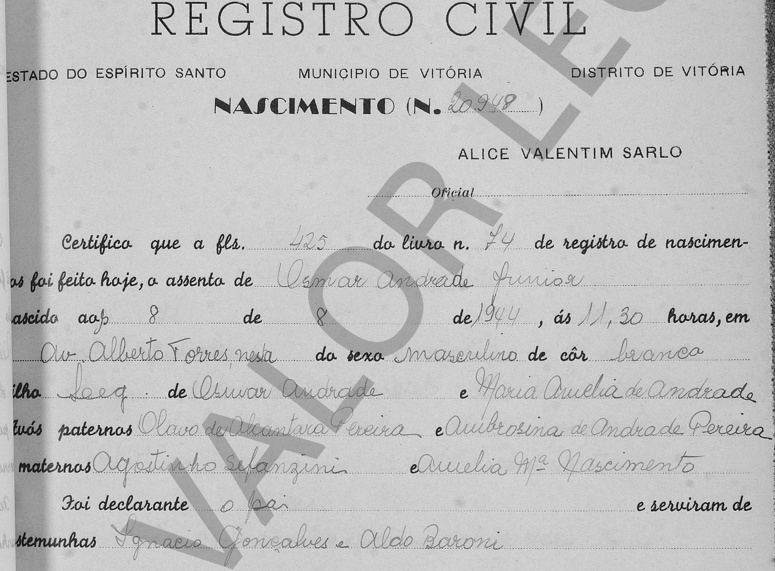 REGISTRO CIVIL
ESTADO DO ESPÍRITO SANTO MUNICIPIO DE VITÓRIA DISTRITO DE VITÓRIA
NASCIMENTO (N. 20948)
ALICE VALENTIM SARLO
Oficial
Certifico que a fls. 425 do livro n. 74 de registro de nascimen-
os foi feito hoje, o assento de Osmar Andrade Junior
ascido aos 8 de 8 de 1944, ás 11,30 horas, em
Av. Alberto Torres, nesta do sexo masculino de côr branca
ilho Leg. de Osmar Andrade e Maria Amelia de Andrade
Avós paternos Olavo de Alcantara Pereira e Ambrosina de Andrade Pereira
maternos Agostinho e Amelia Mª Nascimento
Foi declarante o pai e serviram de
stemunhas Ignacio Gonçalves e Aldo Baroni
VALOR LEG